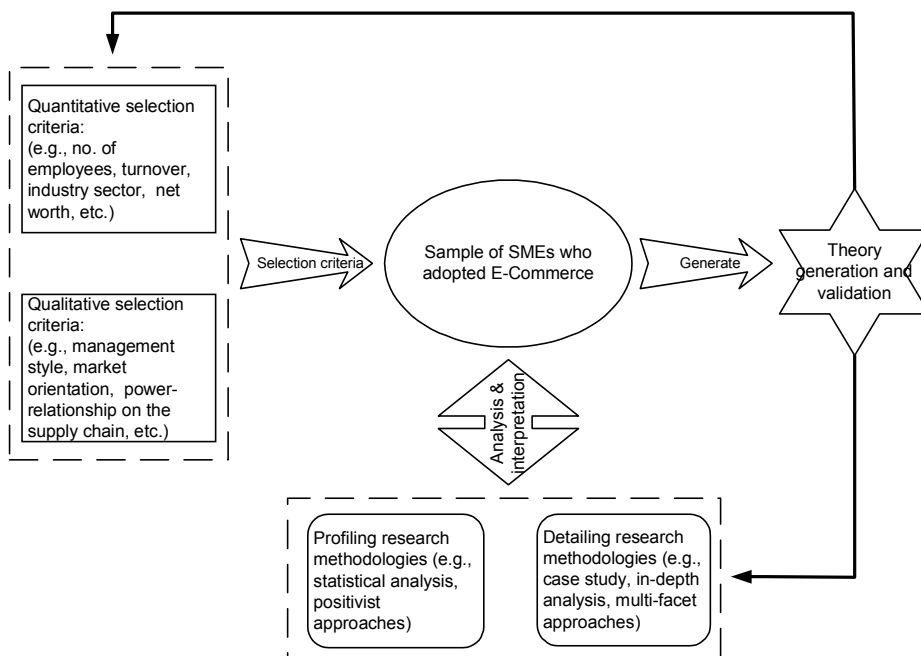 Quantitative selection
criteria:
(e.g., no. of
employees, turnover,
industry sector, net
worth, etc.)
Qualitative selection
criteria:
(e.g., management
style, market
orientation, power-
relationship on the
supply chain, etc.)
Selection criteria
Sample of SMEs who
adopted E-Commerce
Generate
Theory
generation and
validation
Analysis &
interpretation
Profiling research
methodologies (e.g.,
statistical analysis,
positivist
approaches)
Detailing research
methodologies (e.g.,
case study, in-depth
analysis, multi-facet
approaches)